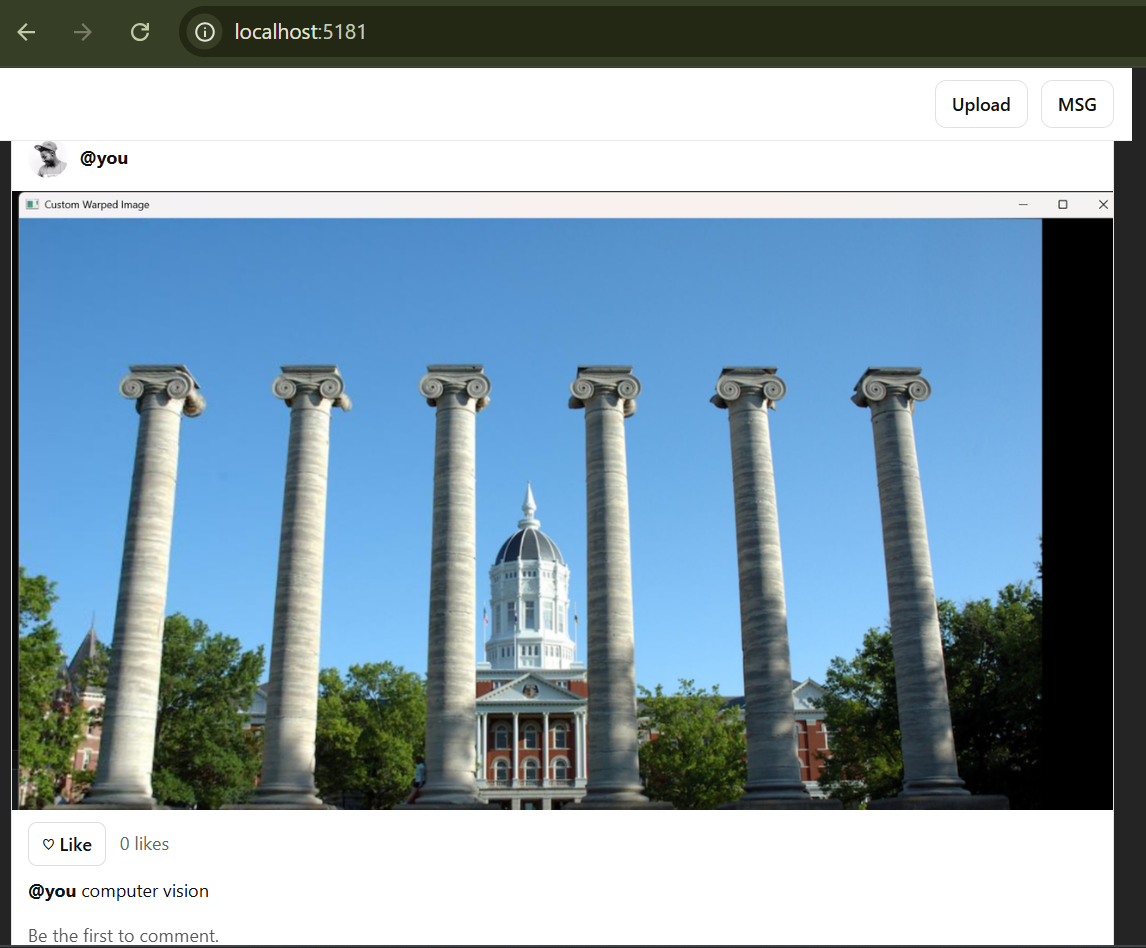 localhost:5181
Upload MSG
@you
Custom Warped Image
♡ Like 0 likes
@you computer vision
Be the first to comment.